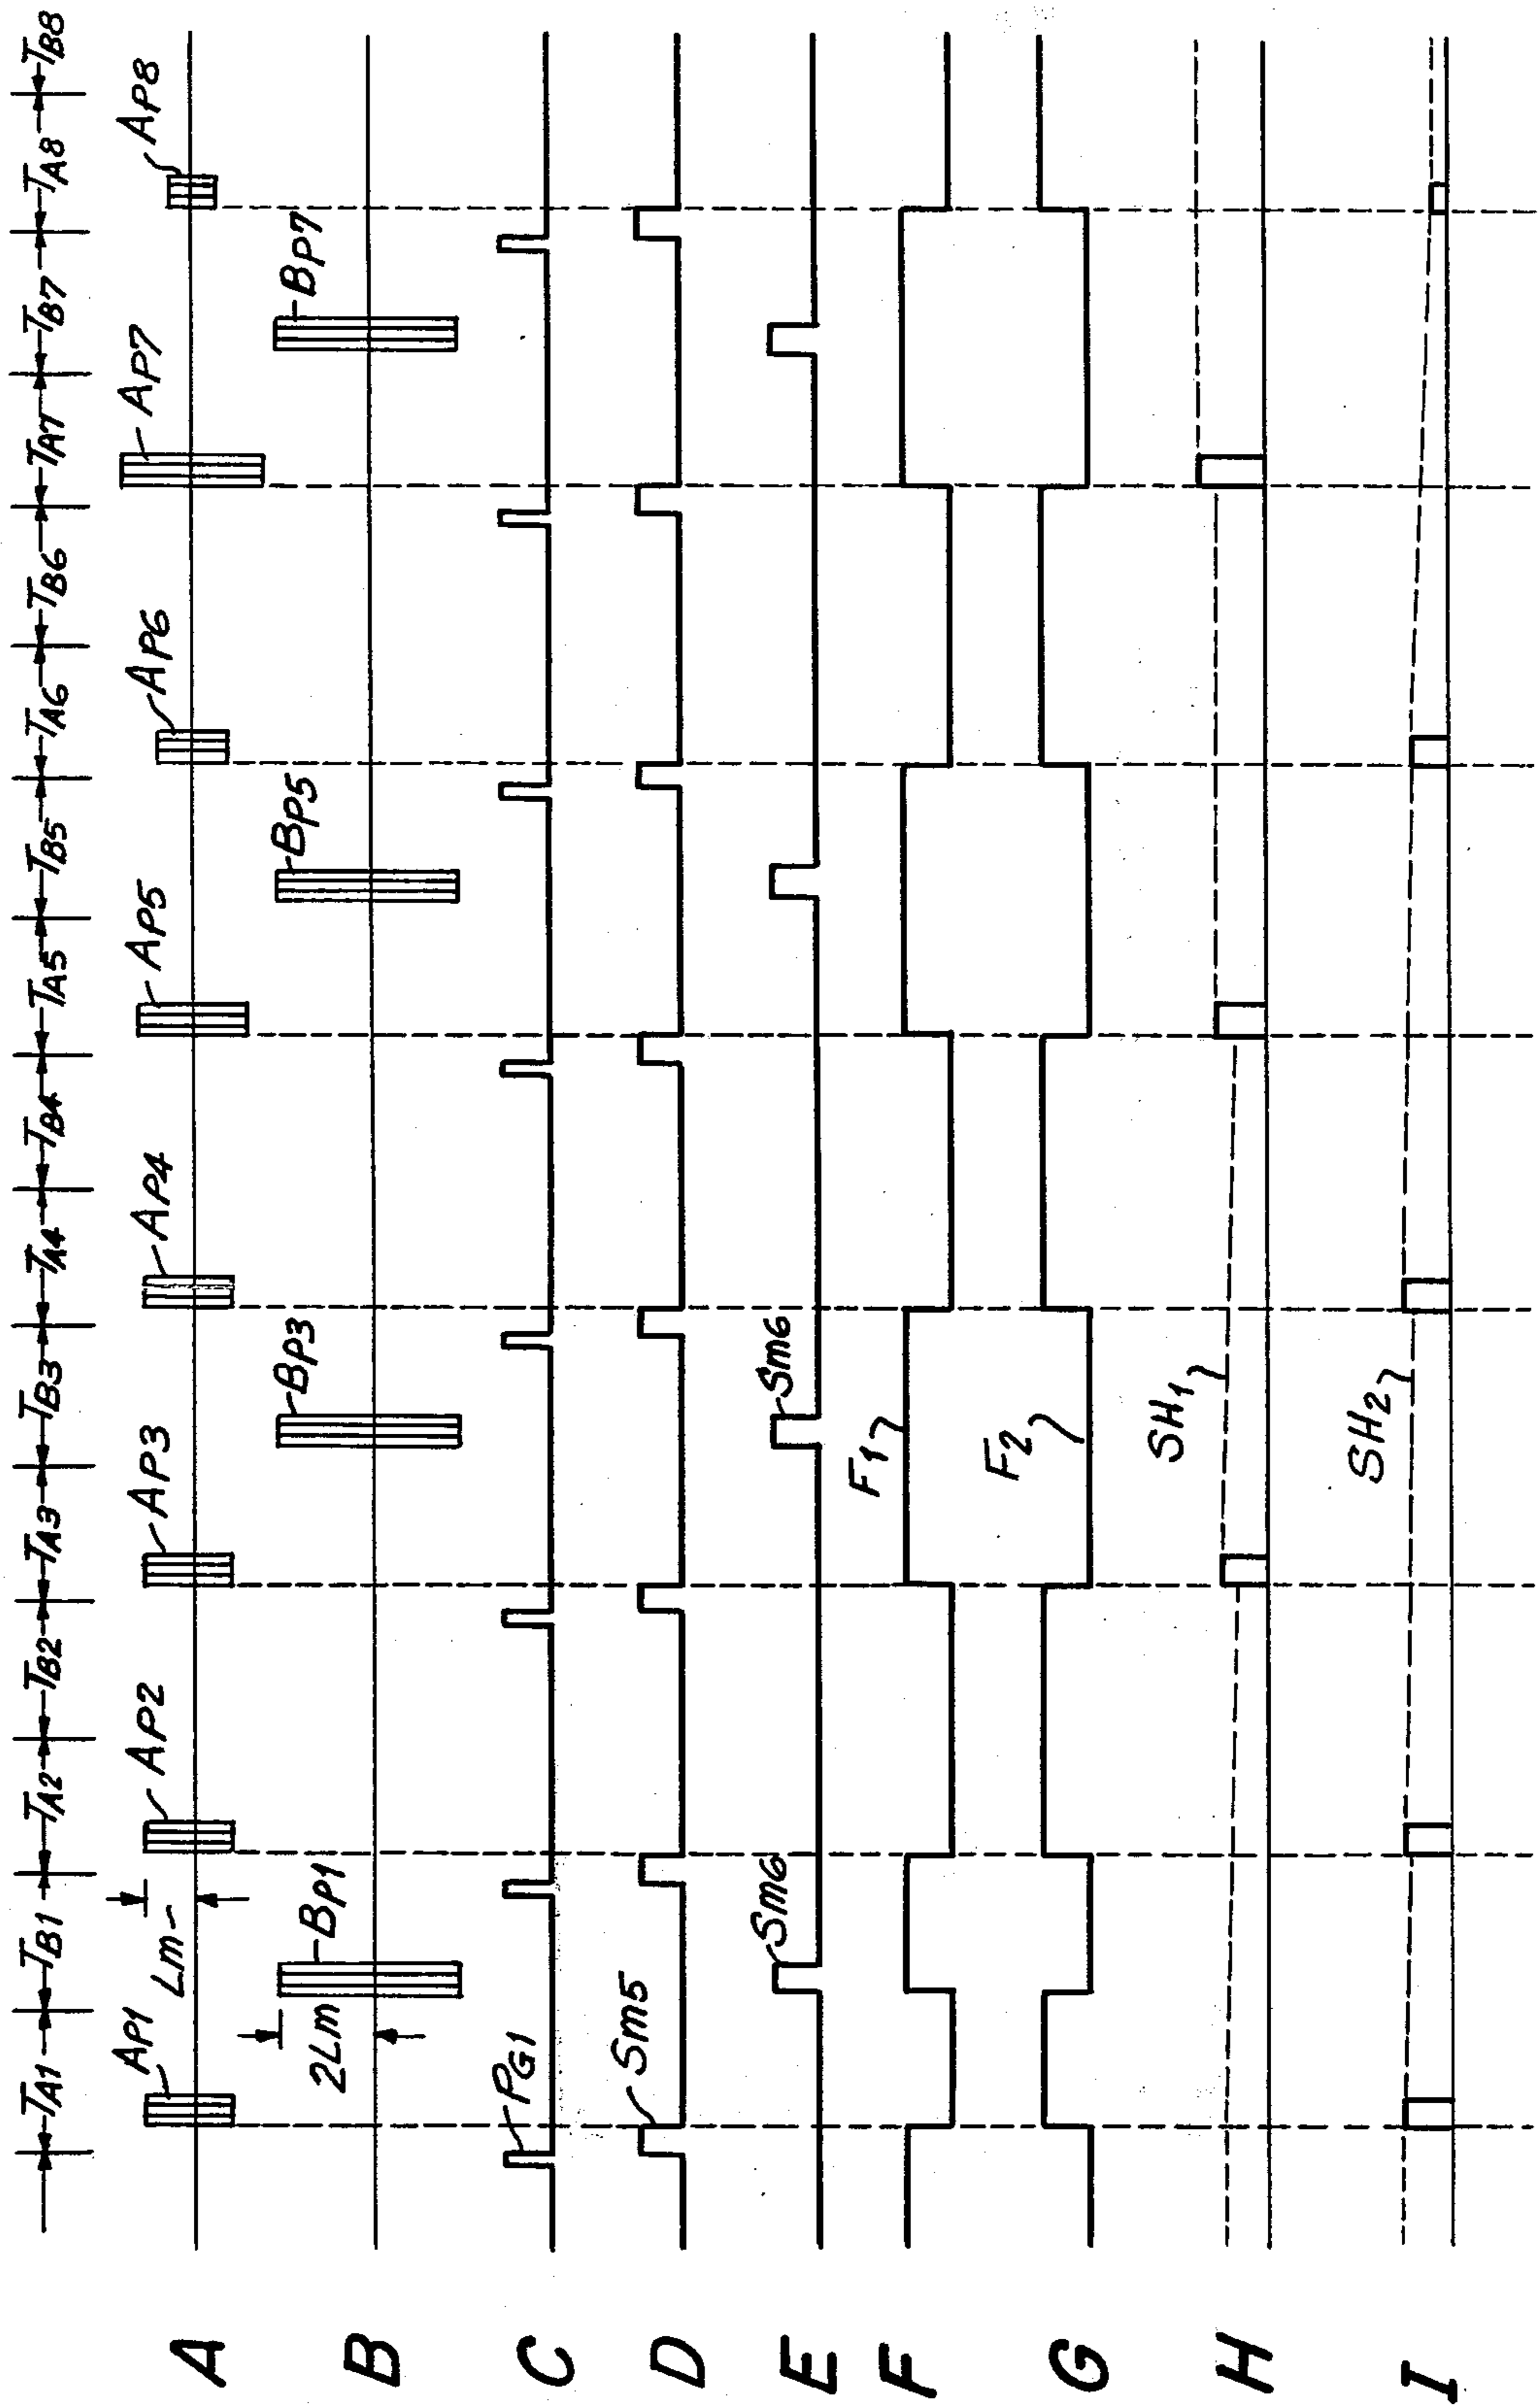 TA1 TB1 TA2 TB2 TA3 TB3 TA4 TB4 TA5 TB5 TA6 TB6 TA7 TB7 TA8 TB8
A AP1 Lm AP2 AP3 AP4 AP5 AP6 AP7 AP8
B 2Lm BP1 BP3 BP5 BP7
C PG1
D Sm5
E Sm6 Sm6
F F1
G F2
H SH1
I SH2